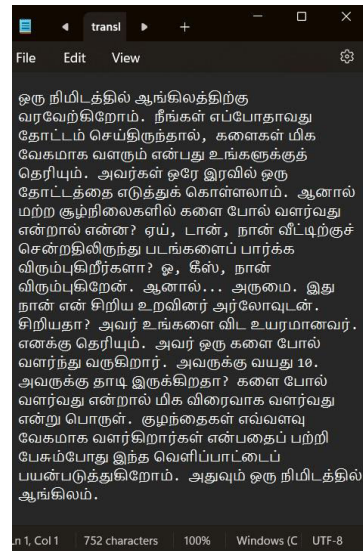 transl
File Edit View
ஒரு நிமிடத்தில் ஆங்கிலத்திற்கு
வரவேற்கிறோம். நீங்கள் எப்போதாவது
தோட்டம் செய்திருந்தால், களைகள் மிக
வேகமாக வளரும் என்பது உங்களுக்குத்
தெரியும். அவர்கள் ஒரே இரவில் ஒரு
தோட்டத்தை எடுத்துக் கொள்ளலாம். ஆனால்
மற்ற சூழ்நிலைகளில் களை போல் வளர்வது
என்றால் என்ன? ஏய், டான், நான் வீட்டிற்குச்
சென்றதிலிருந்து படங்களைப் பார்க்க
விரும்புகிறீர்களா? ஓ, கீஸ், நான்
விரும்புகிறேன். ஆனால்... அருமை. இது
நான் என் சிறிய உறவினர் அர்லோவுடன்.
சிறியதா? அவர் உங்களை விட உயரமானவர்.
எனக்கு தெரியும். அவர் ஒரு களை போல்
வளர்ந்து வருகிறார். அவருக்கு வயது 10.
அவருக்கு தாடி இருக்கிறதா? களை போல்
வளர்வது என்றால் மிக விரைவாக வளர்வது
என்று பொருள். குழந்தைகள் எவ்வளவு
வேகமாக வளர்கிறார்கள் என்பதைப் பற்றி
பேசும்போது இந்த வெளிப்பாட்டைப்
பயன்படுத்துகிறோம். அதுவும் ஒரு நிமிடத்தில்
ஆங்கிலம்.
Ln 1, Col 1 752 characters 100% Windows (C UTF-8